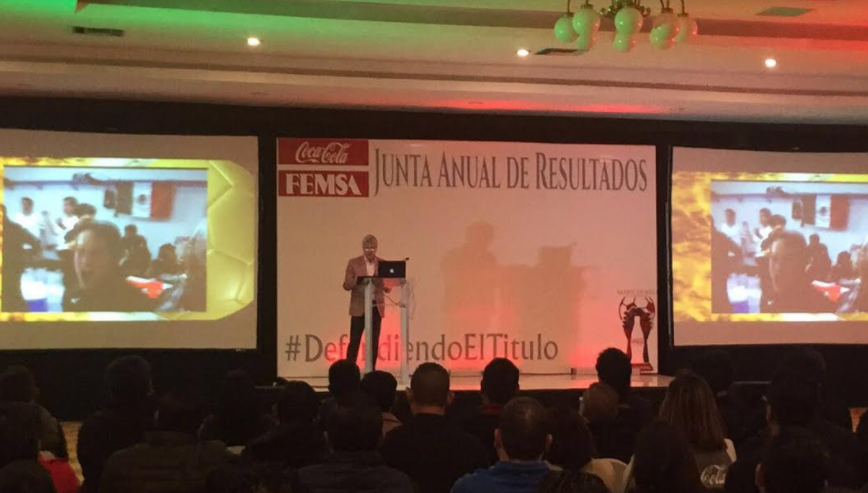 Coca-Cola
FEMSA
JUNTA ANUAL DE RESULTADOS
#DefendiendoElTitulo